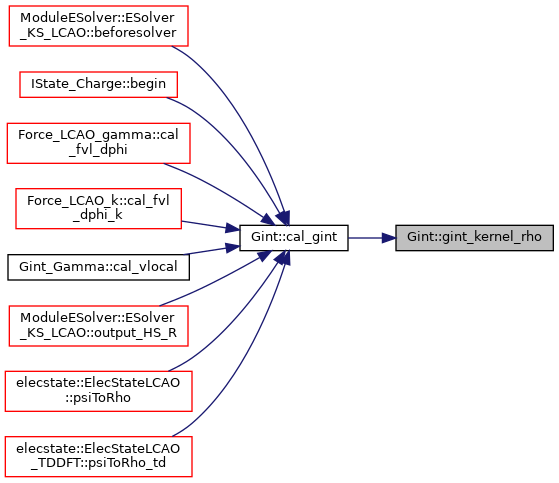 ModuleESolver::ESolver
_KS_LCAO::beforesolver
IState_Charge::begin
Force_LCAO_gamma::cal
_fvl_dphi
Force_LCAO_k::cal_fvl
_dphi_k
Gint::cal_gint
Gint::gint_kernel_rho
Gint_Gamma::cal_vlocal
ModuleESolver::ESolver
_KS_LCAO::output_HS_R
elecstate::ElecStateLCAO
::psiToRho
elecstate::ElecStateLCAO
_TDDFT::psiToRho_td